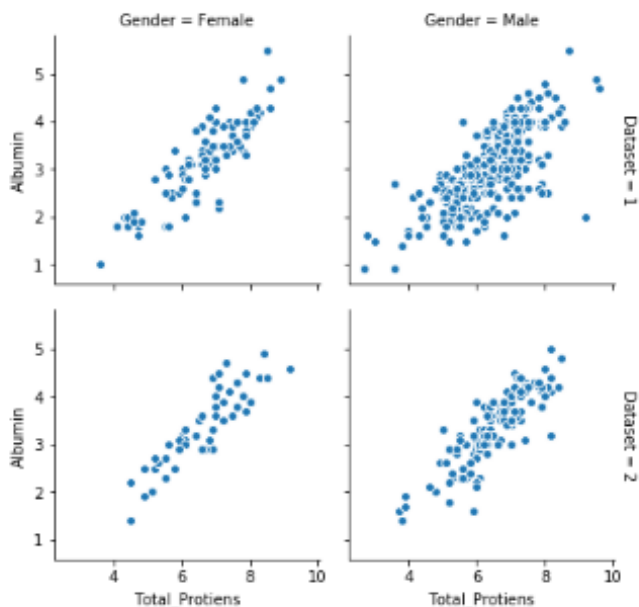 Gender = Female
Gender = Male
5
4
3
2
1
Albumin
Dataset = 1
5
4
3
2
1
Albumin
Dataset = 2
4 6 8 10
4 6 8 10
Total_Protiens
Total_Protiens